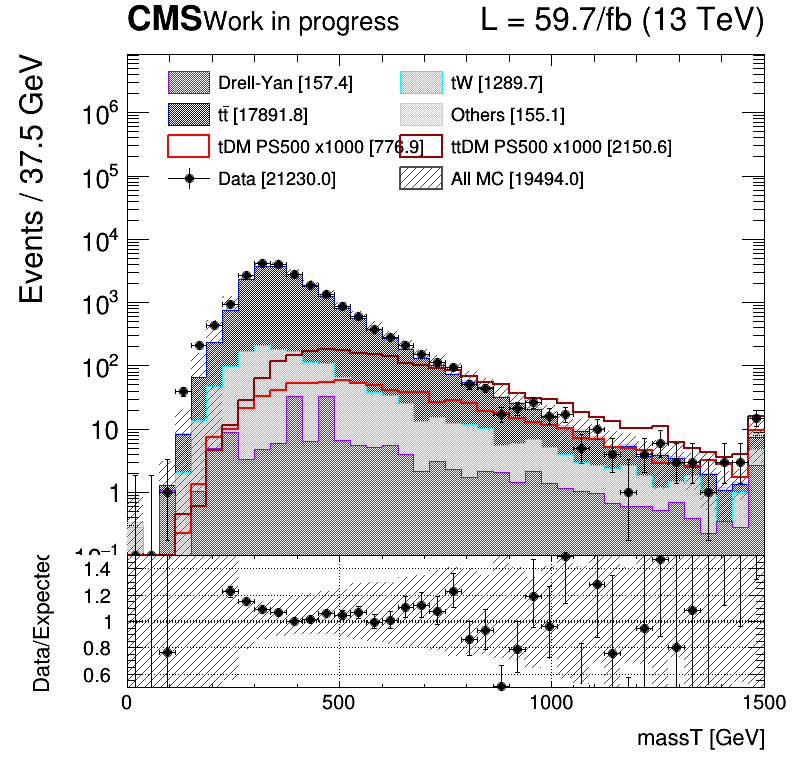 CMS Work in progress L = 59.7/fb (13 TeV)
Events / 37.5 GeV
Drell-Yan [157.4] tW [1289.7]
tt̄ [17891.8] Others [155.1]
tDM PS500 x1000 [776.9] ttDM PS500 x1000 [2150.6]
Data [21230.0] All MC [19494.0]
10⁶
10⁵
10⁴
10³
10²
10
1
10⁻¹
Data/Expected
1.4
1.2
1
0.8
0.6
0 500 1000 1500
massT [GeV]